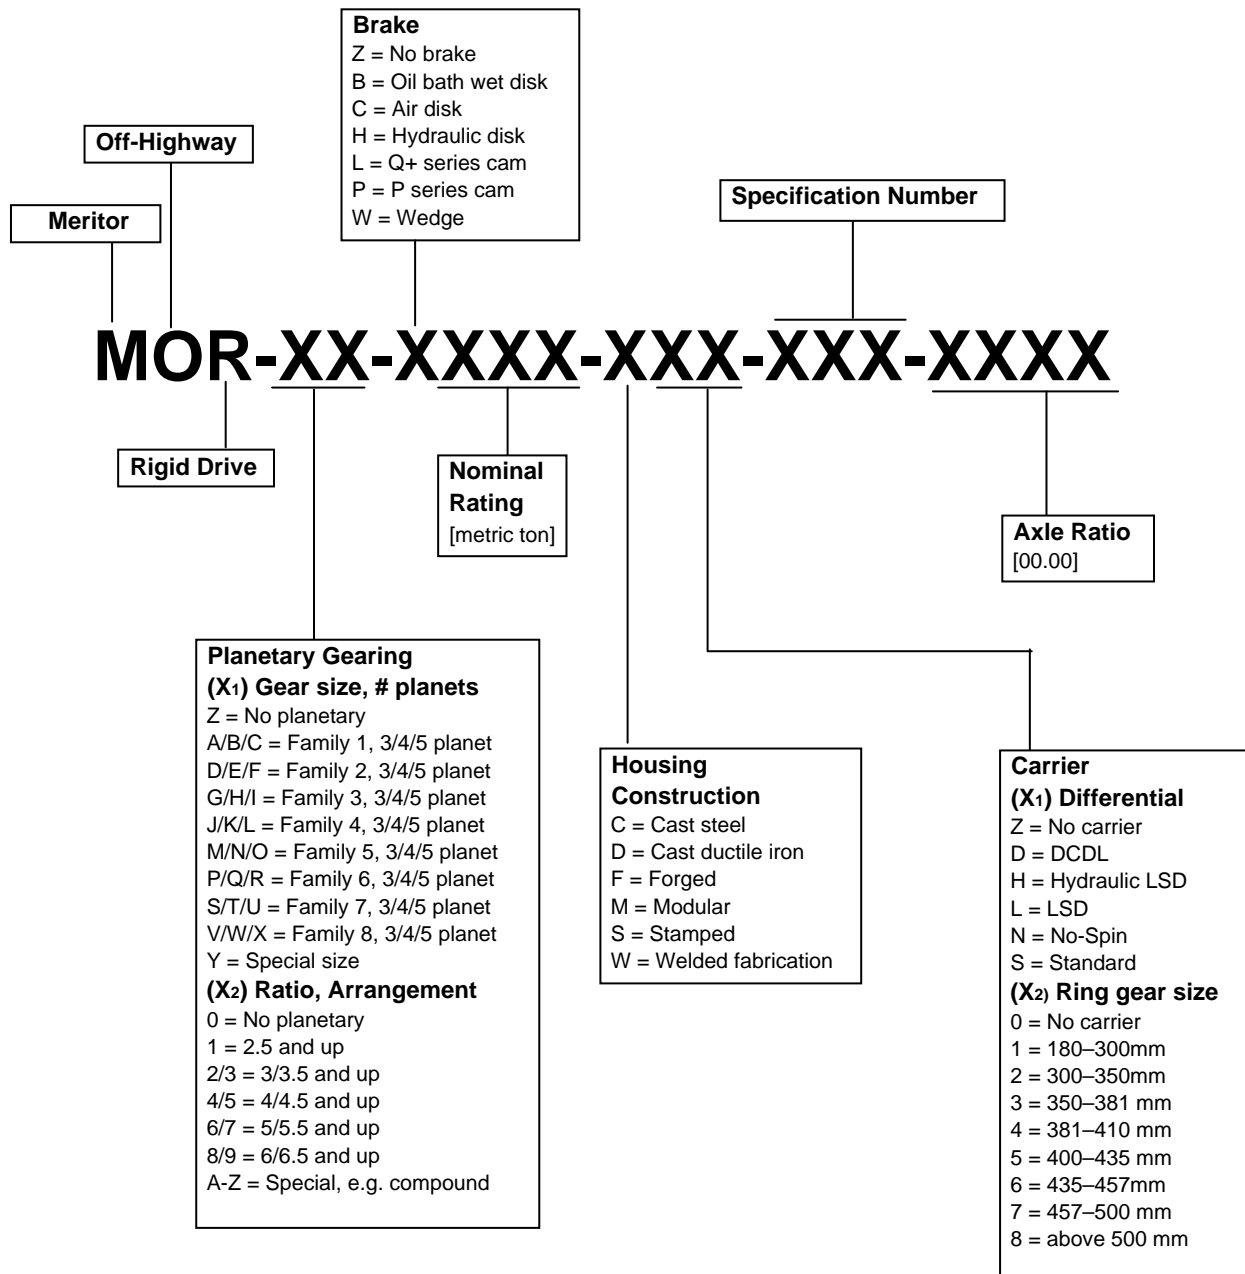 Brake
Z = No brake
B = Oil bath wet disk
C = Air disk
H = Hydraulic disk
L = Q+ series cam
P = P series cam
W = Wedge
Off-Highway
Meritor
Specification Number
MOR-XX-XXXX-XXX-XXX-XXXX
Rigid Drive
Nominal
Rating
[metric ton]
Axle Ratio
[00.00]
Planetary Gearing
(X1) Gear size, # planets
Z = No planetary
A/B/C = Family 1, 3/4/5 planet
D/E/F = Family 2, 3/4/5 planet
G/H/I = Family 3, 3/4/5 planet
J/K/L = Family 4, 3/4/5 planet
M/N/O = Family 5, 3/4/5 planet
P/Q/R = Family 6, 3/4/5 planet
S/T/U = Family 7, 3/4/5 planet
V/W/X = Family 8, 3/4/5 planet
Y = Special size
(X2) Ratio, Arrangement
0 = No planetary
1 = 2.5 and up
2/3 = 3/3.5 and up
4/5 = 4/4.5 and up
6/7 = 5/5.5 and up
8/9 = 6/6.5 and up
A-Z = Special, e.g. compound
Housing
Construction
C = Cast steel
D = Cast ductile iron
F = Forged
M = Modular
S = Stamped
W = Welded fabrication
Carrier
(X1) Differential
Z = No carrier
D = DCDL
H = Hydraulic LSD
L = LSD
N = No-Spin
S = Standard
(X2) Ring gear size
0 = No carrier
1 = 180–300mm
2 = 300–350mm
3 = 350–381 mm
4 = 381–410 mm
5 = 400–435 mm
6 = 435–457mm
7 = 457–500 mm
8 = above 500 mm